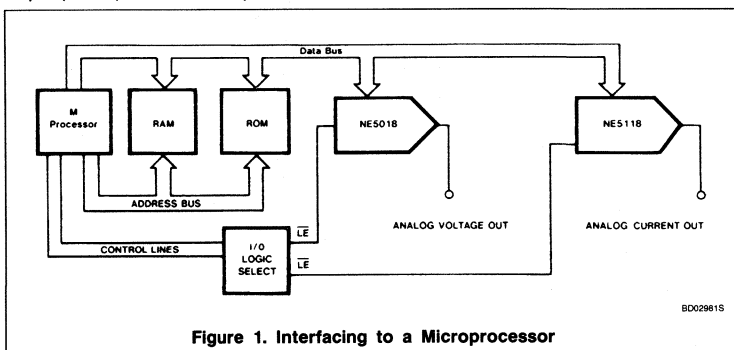 Data Bus
M
Processor
RAM
ROM
NE5018
NE5118
ADDRESS BUS
LE
ANALOG VOLTAGE OUT
ANALOG CURRENT OUT
CONTROL LINES
I/O
LOGIC
SELECT
LE
BD02981S
Figure 1. Interfacing to a Microprocessor